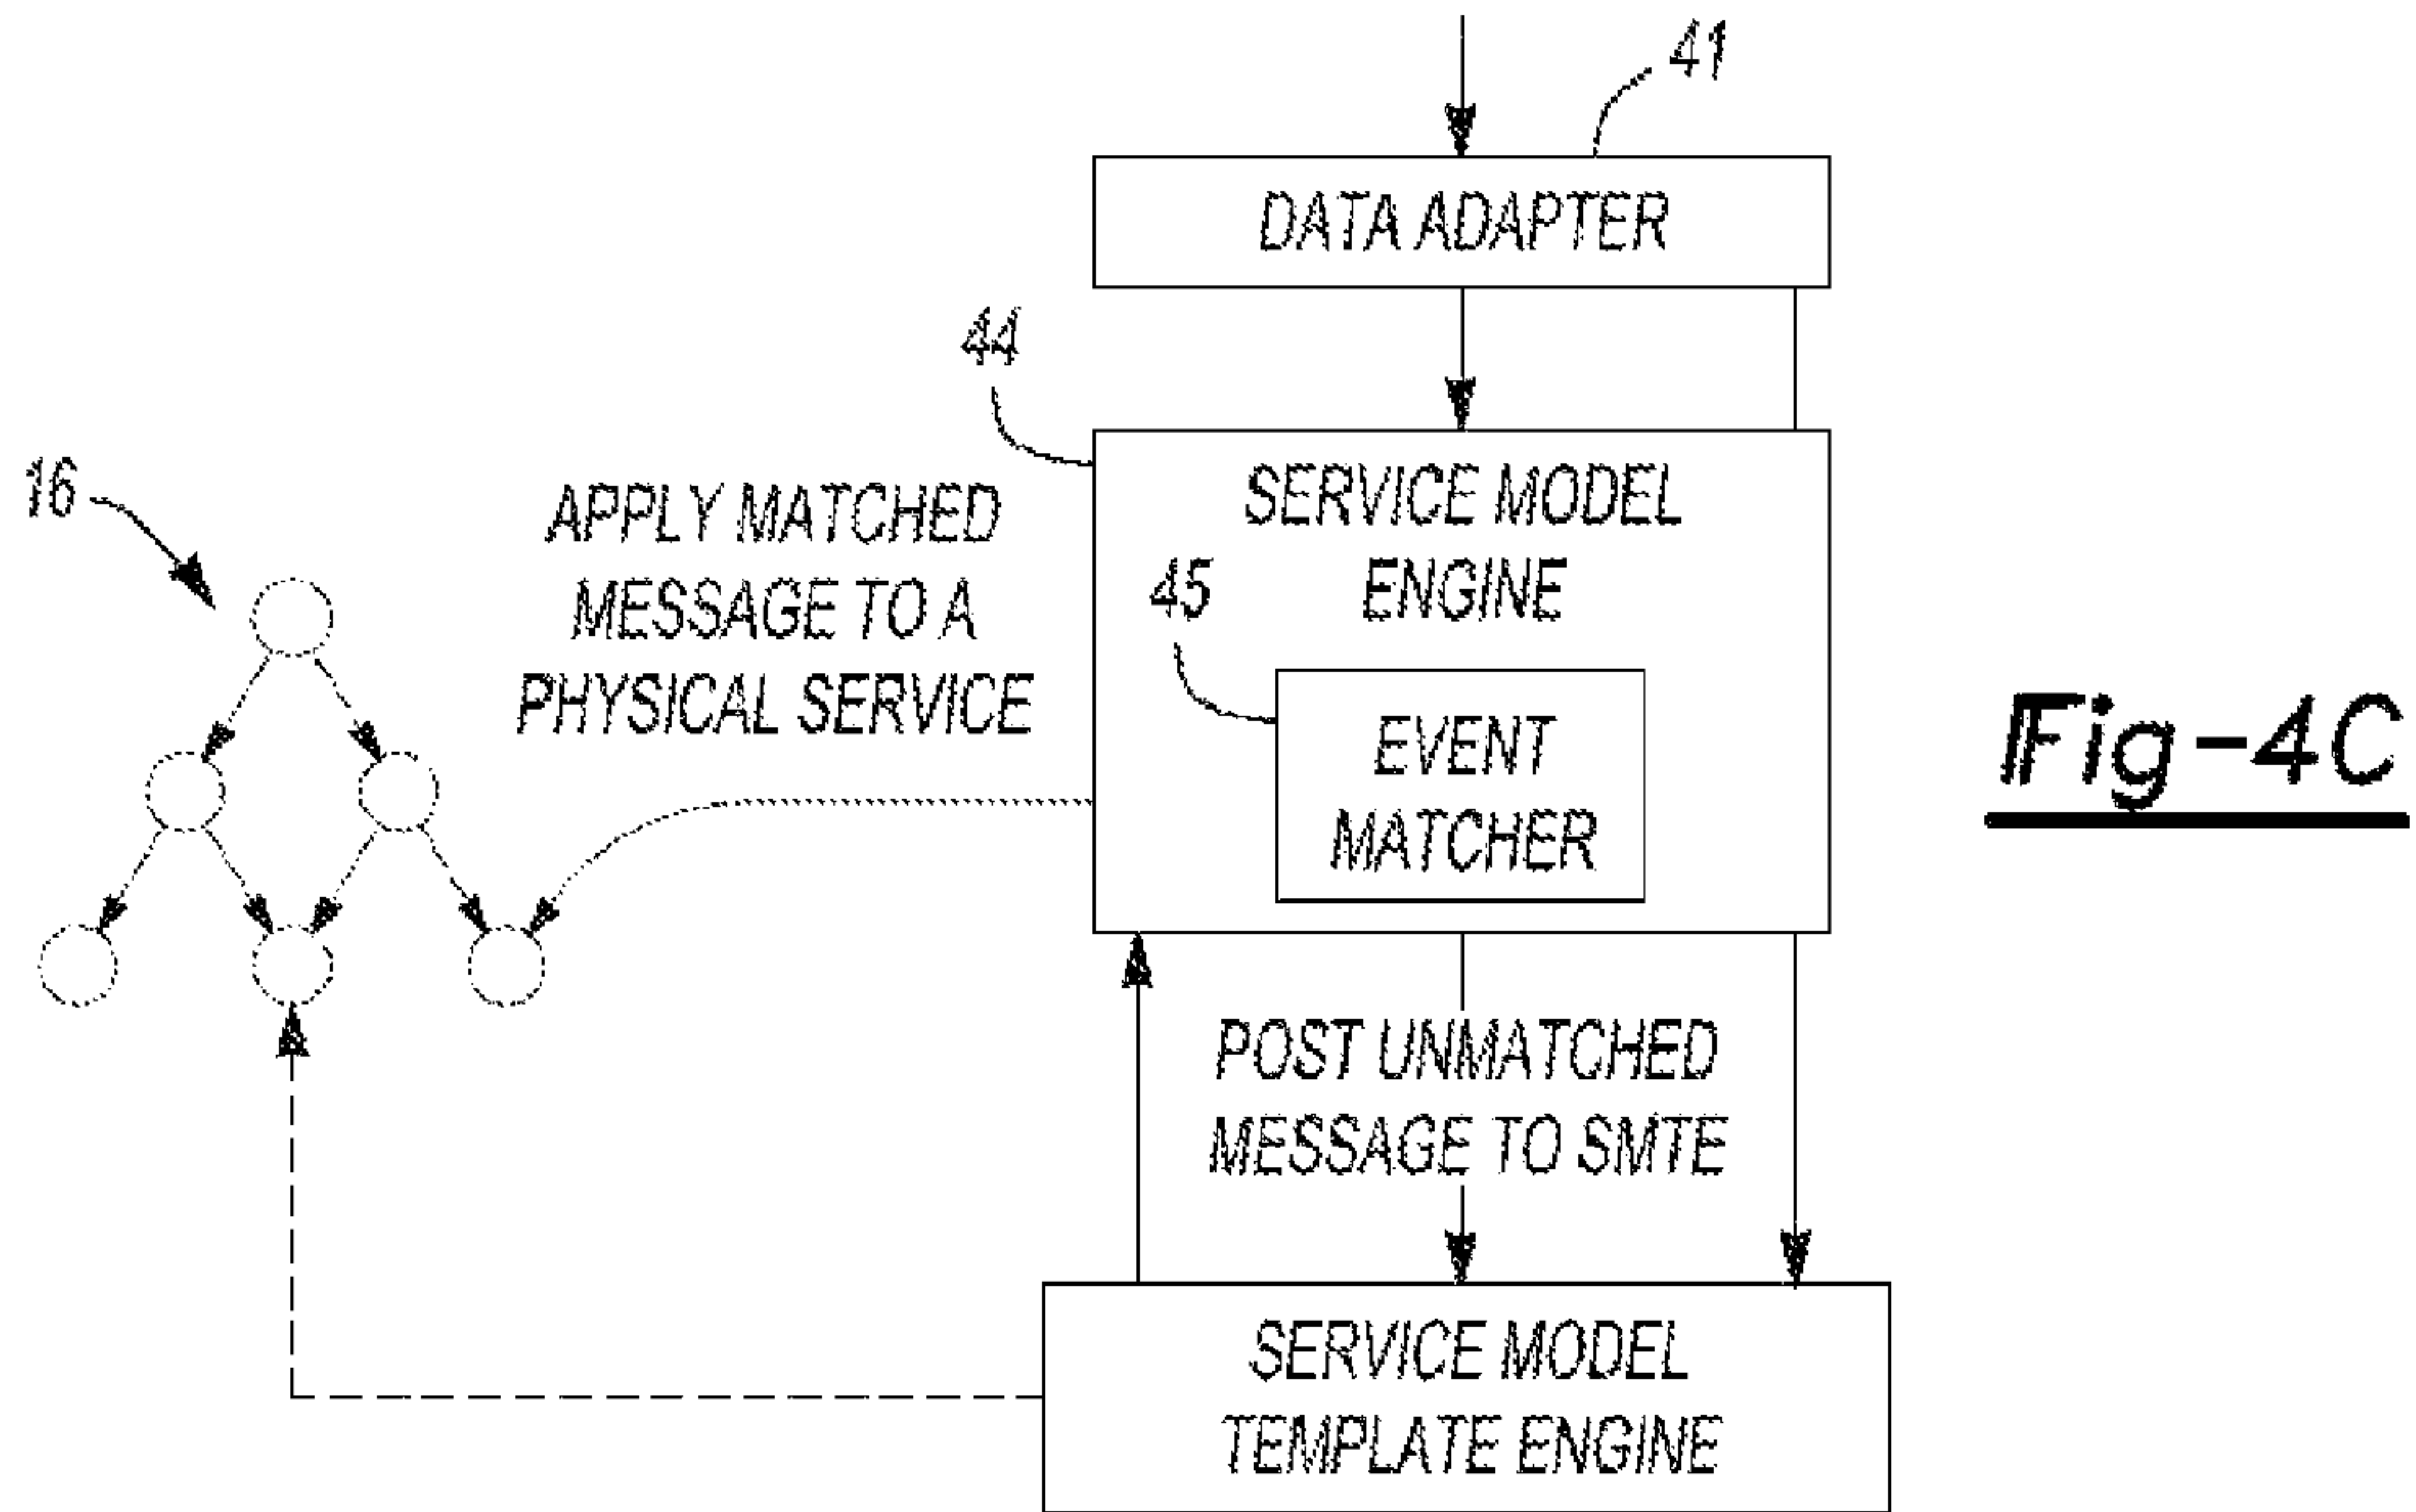 41
DATA ADAPTER
44
16
APPLY MATCHED
MESSAGE TO A
PHYSICAL SERVICE
SERVICE MODEL
ENGINE
45
EVENT
MATCHER
Fig-4C
POST UNMATCHED
MESSAGE TO SMTE
SERVICE MODEL
TEMPLATE ENGINE